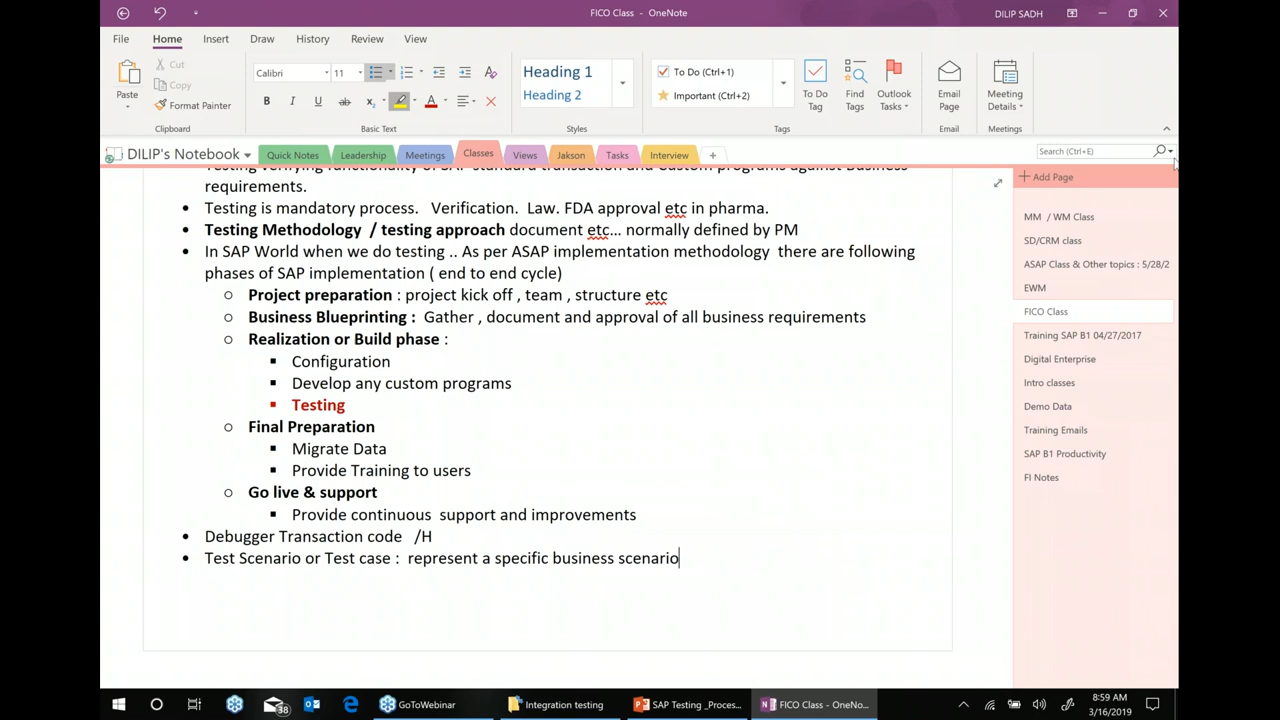 FICO Class - OneNote
DILIP SADH
File Home Insert Draw History Review View
Paste
Cut
Copy
Format Painter
Clipboard
Calibri 11
B I U ab x₂ A
Basic Text
Heading 1
Heading 2
Styles
To Do (Ctrl+1)
Important (Ctrl+2)
To Do Tag
Find Tags
Outlook Tasks
Tags
Email Page
Email
Meeting Details
Meetings
DILIP's Notebook
Quick Notes Leadership Meetings Classes Views Jakson Tasks Interview
Search (Ctrl+E)
requirements.
• Testing is mandatory process. Verification. Law. FDA approval etc in pharma.
• Testing Methodology / testing approach document etc... normally defined by PM
• In SAP World when we do testing .. As per ASAP implementation methodology there are following
phases of SAP implementation ( end to end cycle)
○ Project preparation : project kick off , team , structure etc
○ Business Blueprinting : Gather , document and approval of all business requirements
○ Realization or Build phase :
▪ Configuration
▪ Develop any custom programs
▪ Testing
○ Final Preparation
▪ Migrate Data
▪ Provide Training to users
○ Go live & support
▪ Provide continuous support and improvements
• Debugger Transaction code /H
• Test Scenario or Test case : represent a specific business scenario
Add Page
MM / WM Class
SD/CRM class
ASAP Class & Other topics : 5/28/2
EWM
FICO Class
Training SAP B1 04/27/2017
Digital Enterprise
Intro classes
Demo Data
Training Emails
SAP B1 Productivity
FI Notes
38
GoToWebinar
Integration testing
SAP Testing _Proces...
FICO Class - OneNo...
8:59 AM
3/16/2019